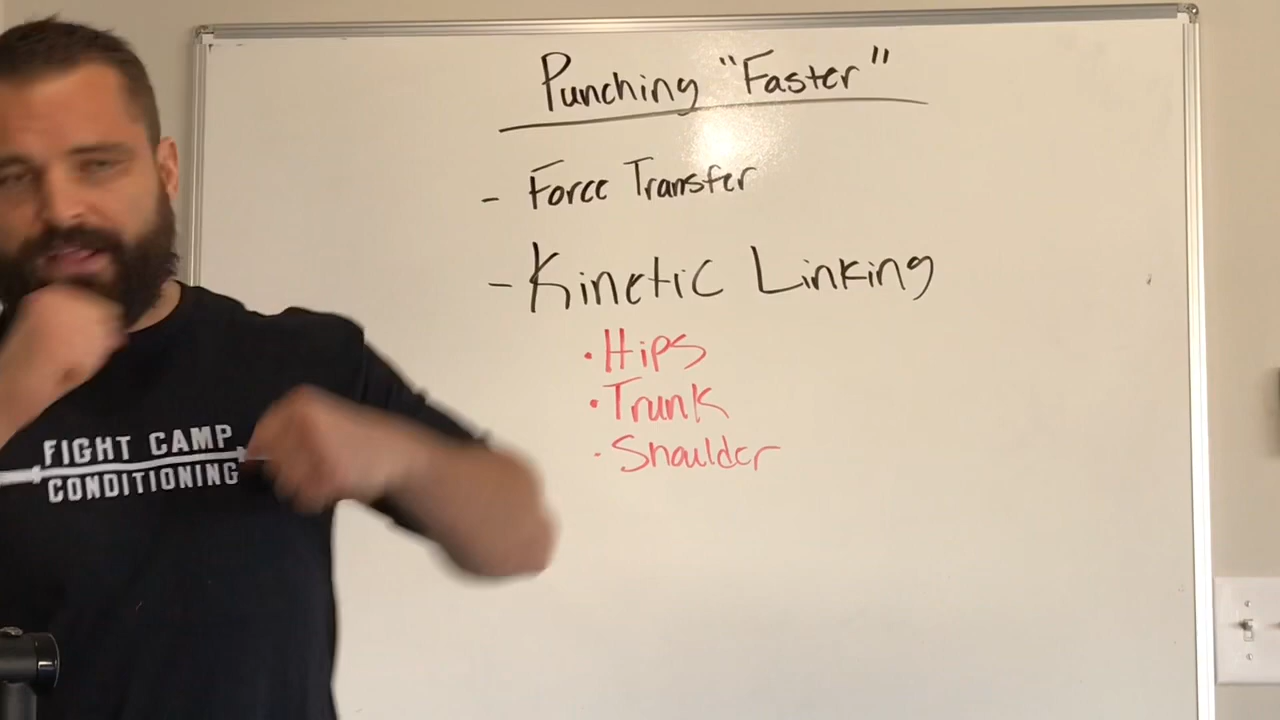 Punching "Faster"
- Force Transfer
- Kinetic Linking
• Hips
• Trunk
• Shoulder
FIGHT CAMP
CONDITIONING